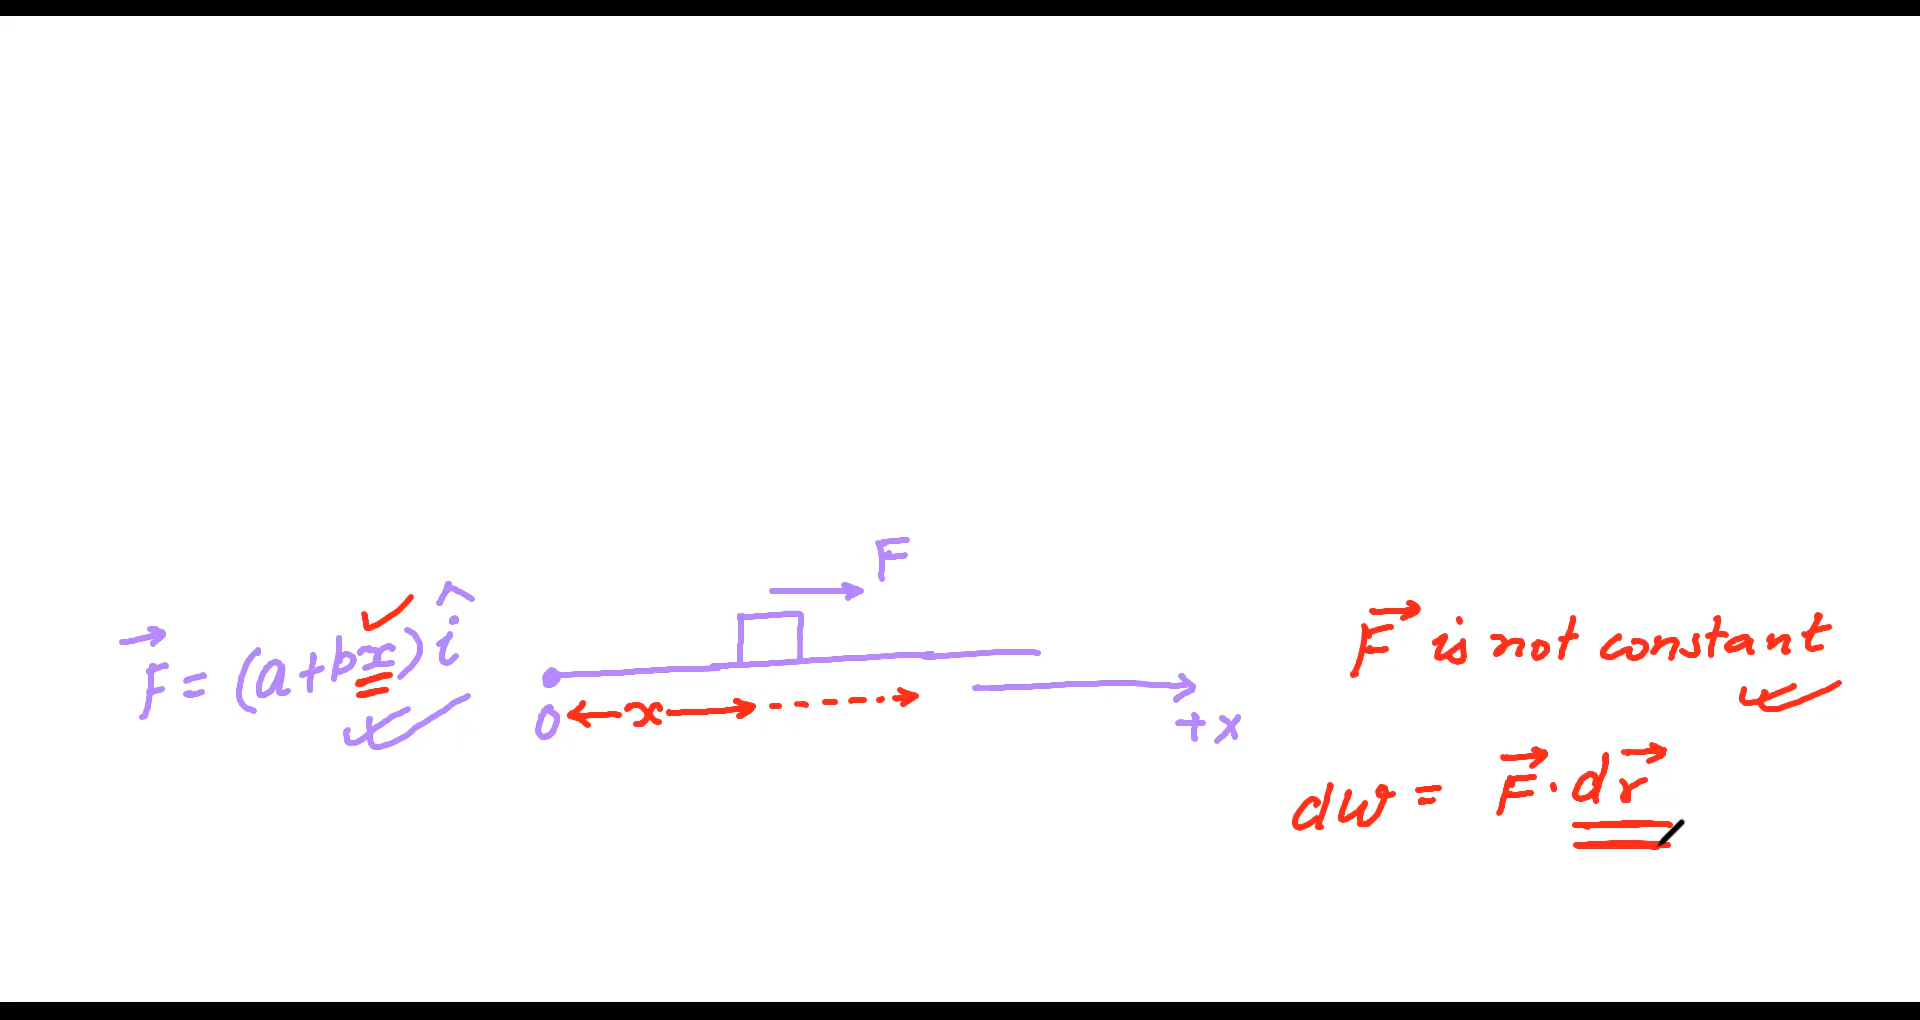 F
F⃗ = (a+bx) î
F⃗ is not constant
0 x +x
dw = F⃗ · dr⃗